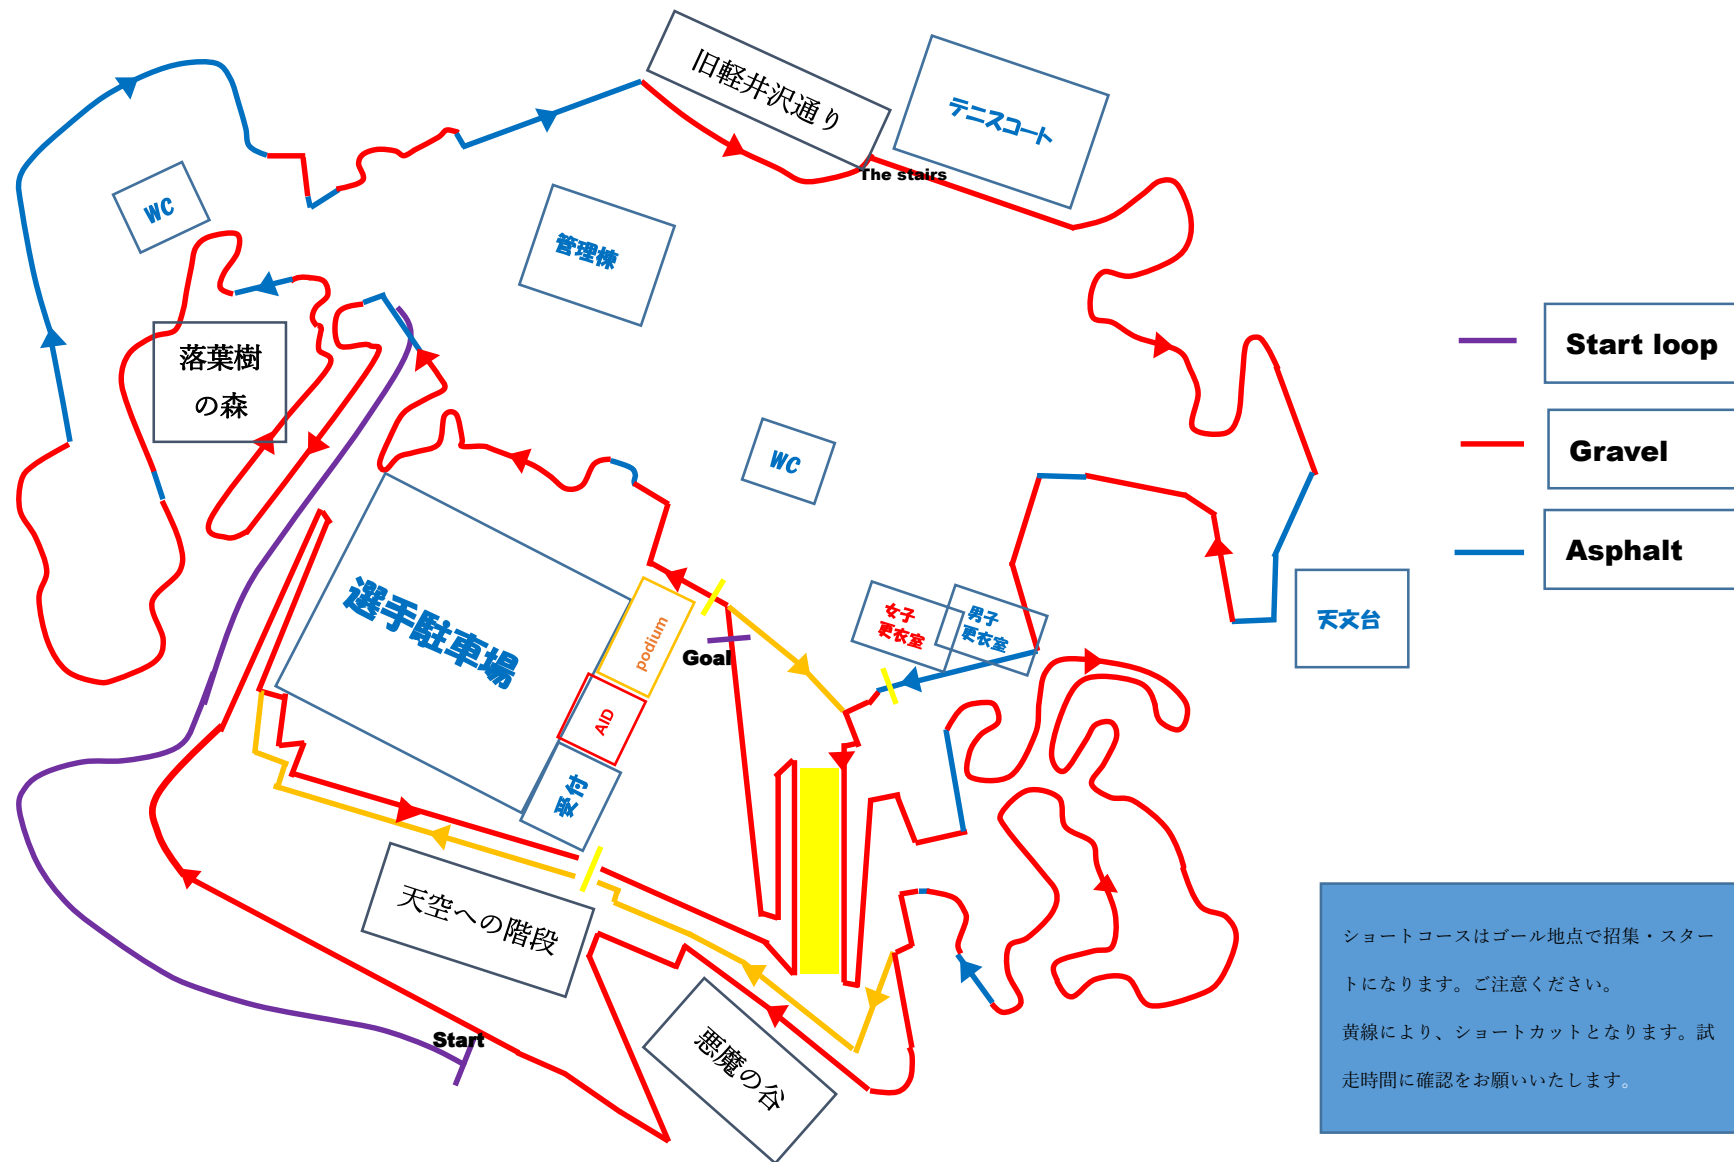 旧軽井沢通り
テニスコート
The stairs
WC
管理棟
落葉樹
の森
WC
Start loop
Gravel
Asphalt
選手駐車場
podium
Goal
AID
受付
女子
更衣室
男子
更衣室
天文台
天空への階段
悪魔の谷
Start
ショートコースはゴール地点で招集・スター
トになります。ご注意ください。
黄線により、ショートカットとなります。試
走時間に確認をお願いいたします。